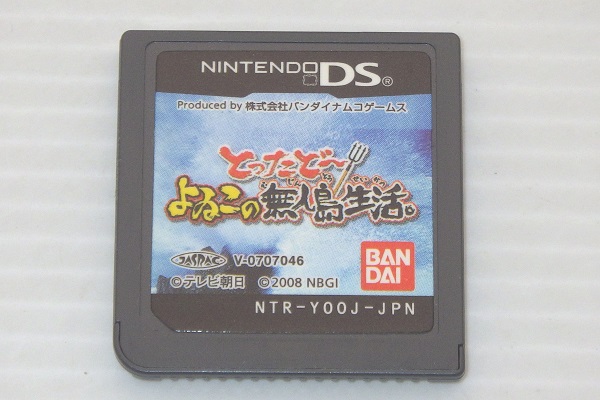 NINTENDO DS®
Produced by 株式会社バンダイナムコゲームス
とったどー
よゐこの無人島生活。
JASRAC V-0707046
BAN
DAI
©テレビ朝日 ©2008 NBGI
NTR-YOOJ-JPN